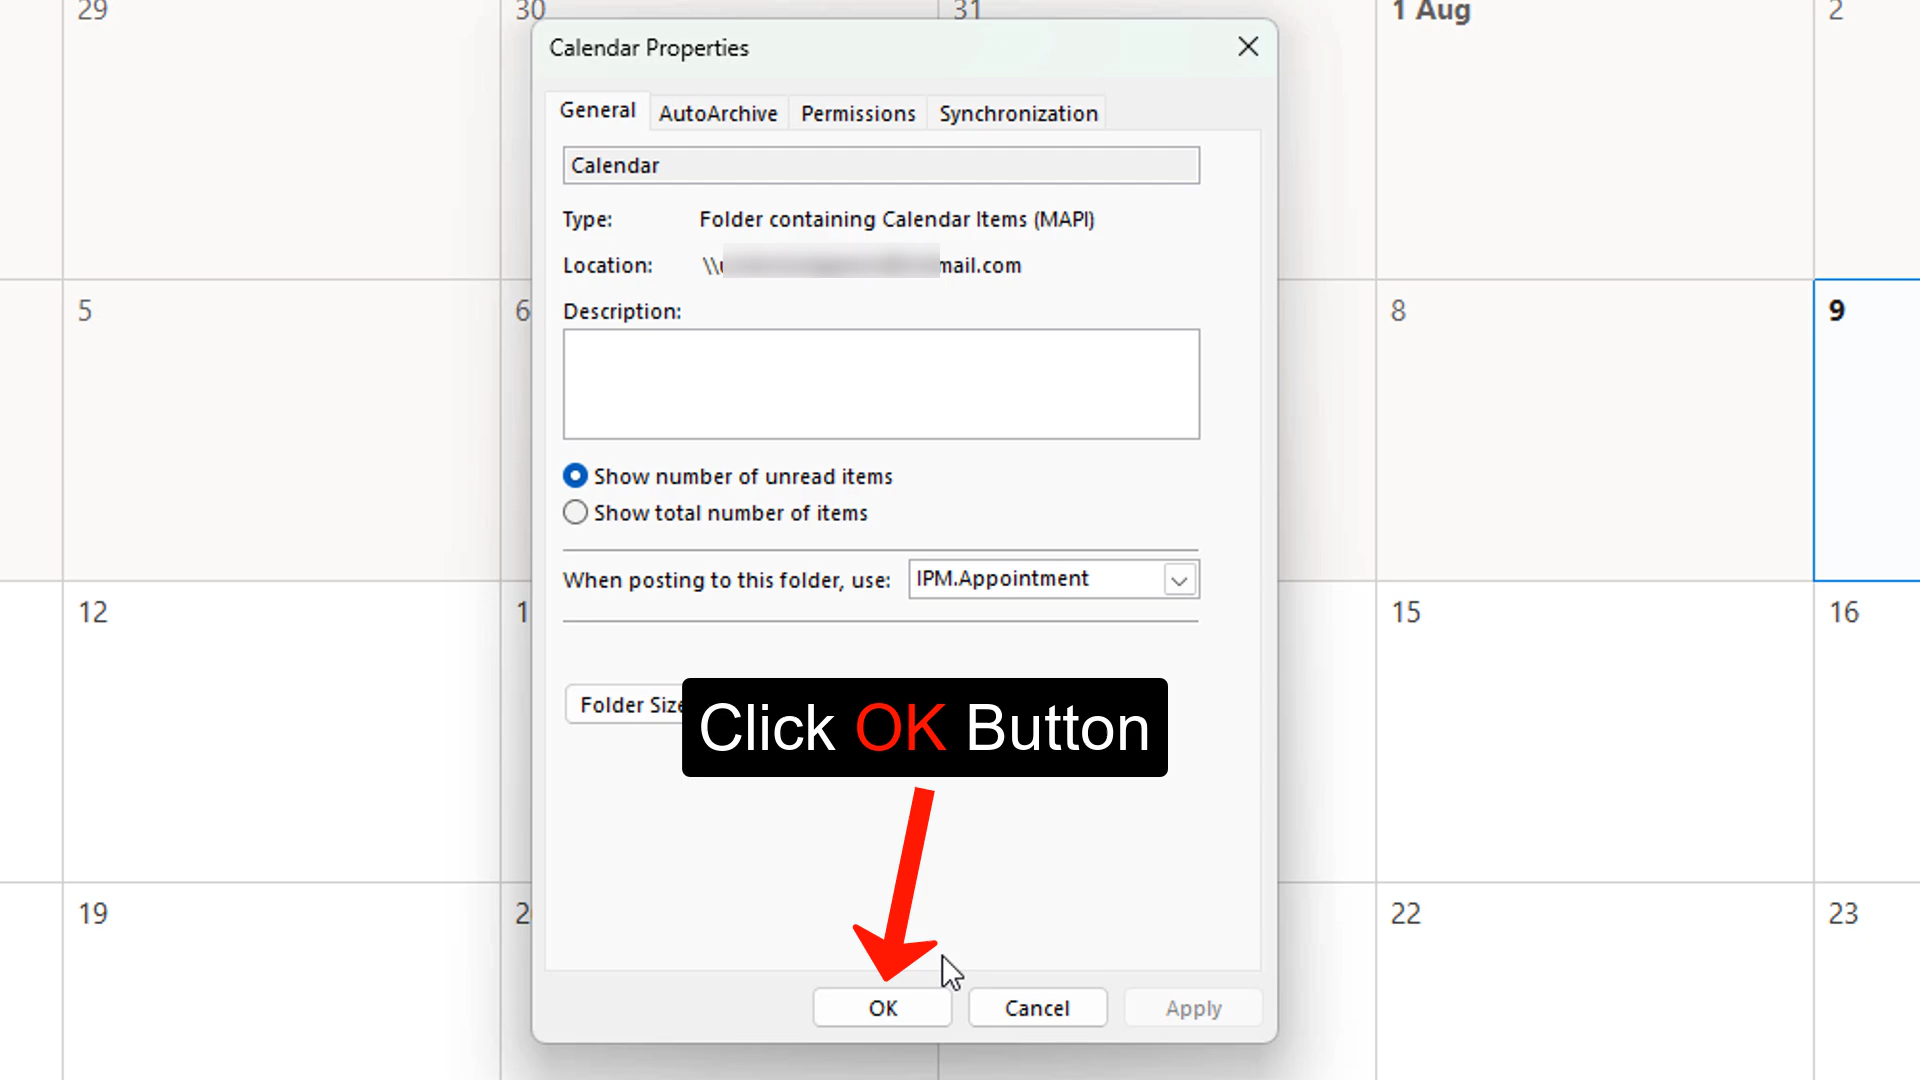 29 30 31 1 Aug 2
Calendar Properties
General AutoArchive Permissions Synchronization
Calendar
Type: Folder containing Calendar Items (MAPI)
Location: \\ mail.com
Description:
5 6 8 9
Show number of unread items
Show total number of items
When posting to this folder, use: IPM.Appointment
12 15 16
Folder Size
Click OK Button
19 22 23
OK Cancel Apply